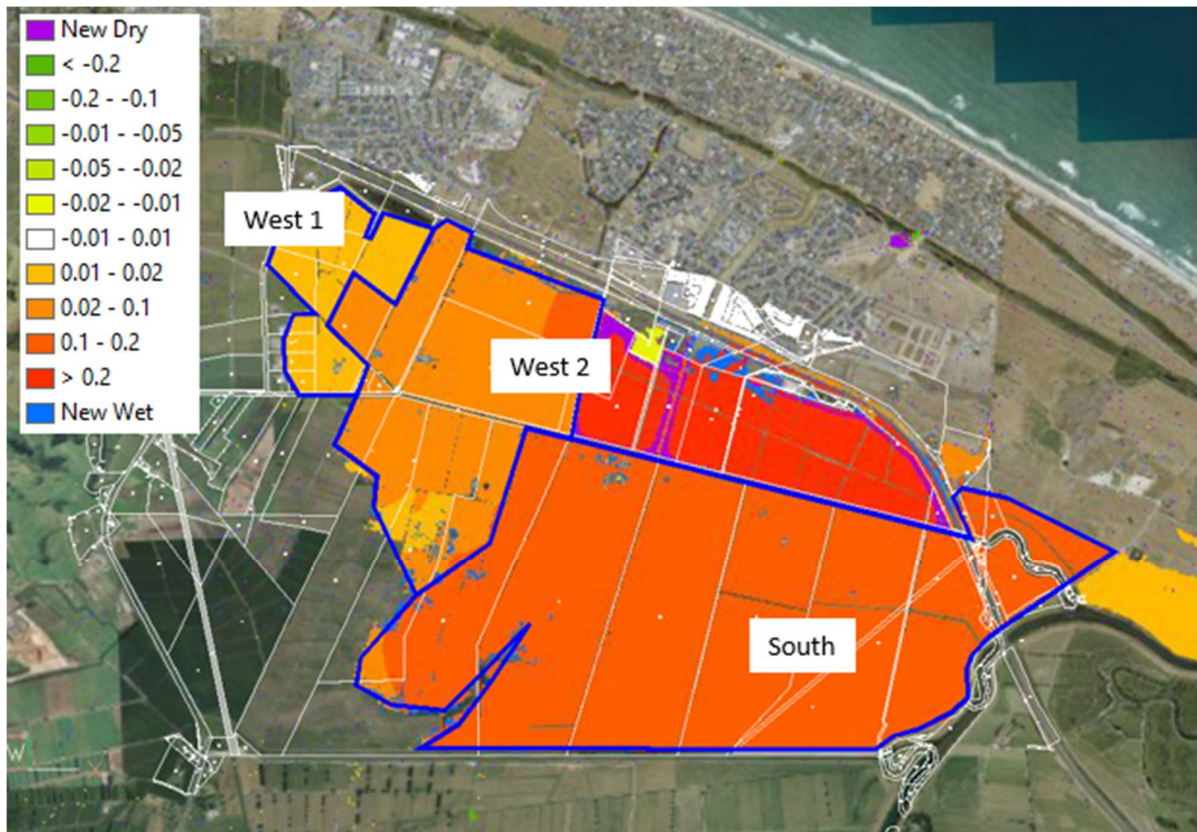 New Dry
< -0.2
-0.2 - -0.1
-0.01 - -0.05
-0.05 - -0.02
-0.02 - -0.01
-0.01 - 0.01
0.01 - 0.02
0.02 - 0.1
0.1 - 0.2
> 0.2
New Wet
West 1
West 2
South
W